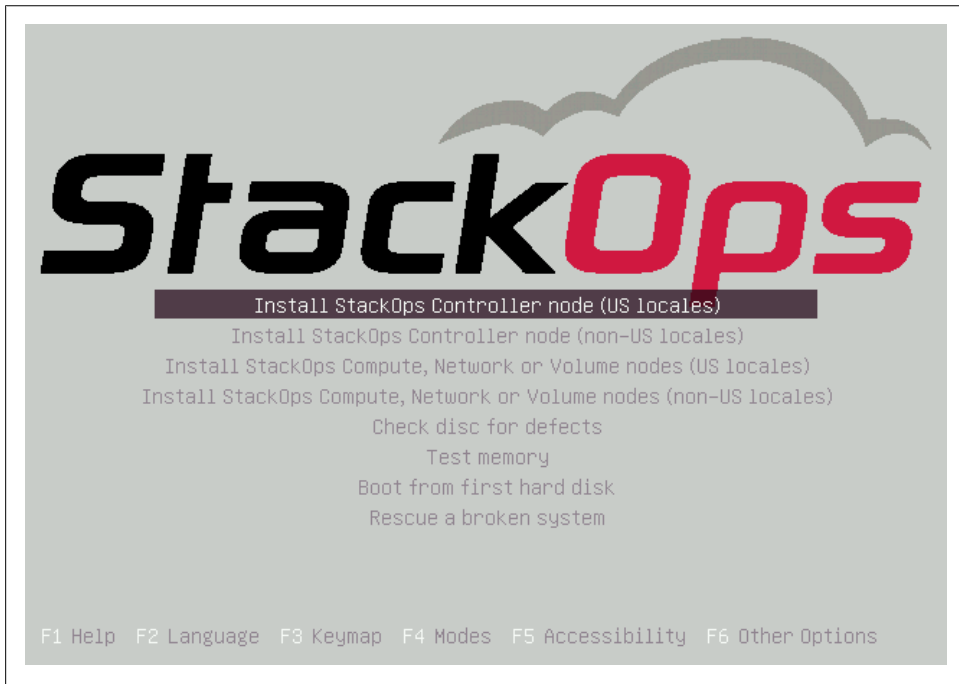 StackOps
Install StackOps Controller node (US locales)
Install StackOps Controller node (non-US locales)
Install StackOps Compute, Network or Volume nodes (US locales)
Install StackOps Compute, Network or Volume nodes (non-US locales)
Check disc for defects
Test memory
Boot from first hard disk
Rescue a broken system
F1 Help F2 Language F3 Keymap F4 Modes F5 Accessibility F6 Other Options